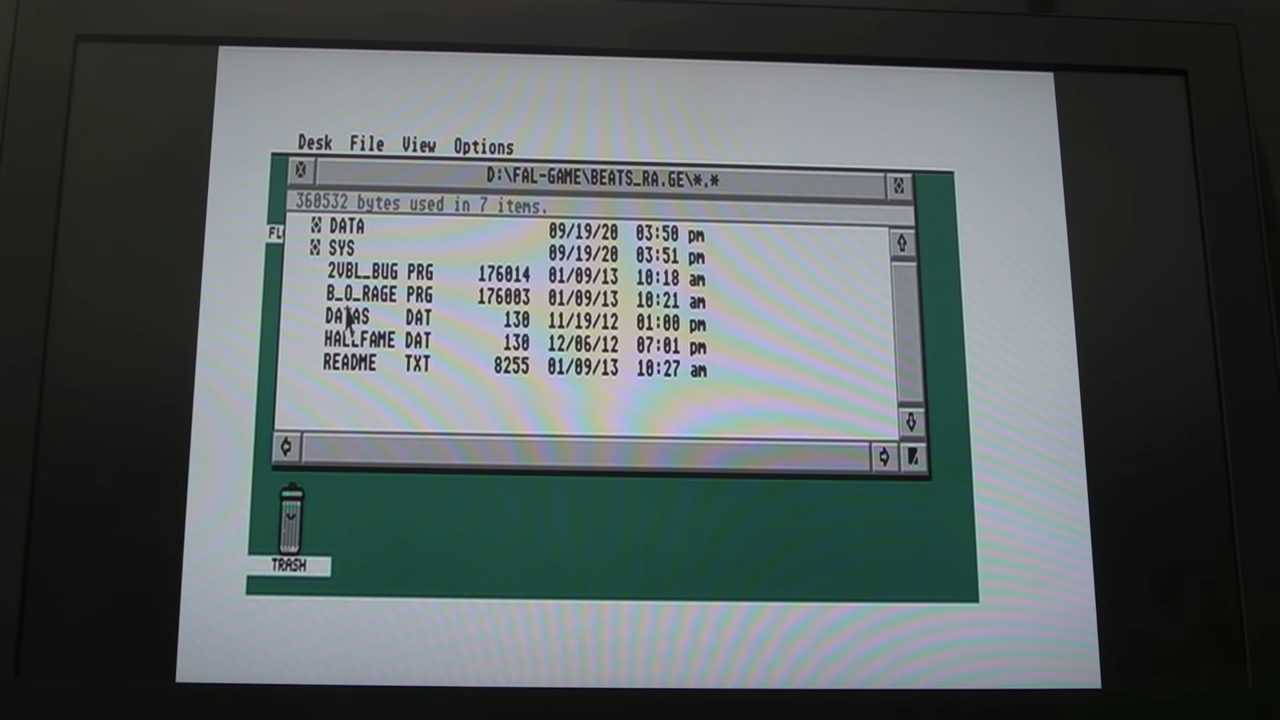 Desk File View Options
D:\FAL-GAME\BEATS_RA.GE\*.*
360532 bytes used in 7 items.
DATA 09/19/20 03:50 pm
SYS 09/19/20 03:51 pm
2VBL_BUG PRG 176014 01/09/13 10:18 am
B_O_RAGE PRG 176003 01/09/13 10:21 am
DATAS DAT 130 11/19/12 01:00 pm
HALLFAME DAT 130 12/06/12 07:01 pm
README TXT 8255 01/09/13 10:27 am
TRASH